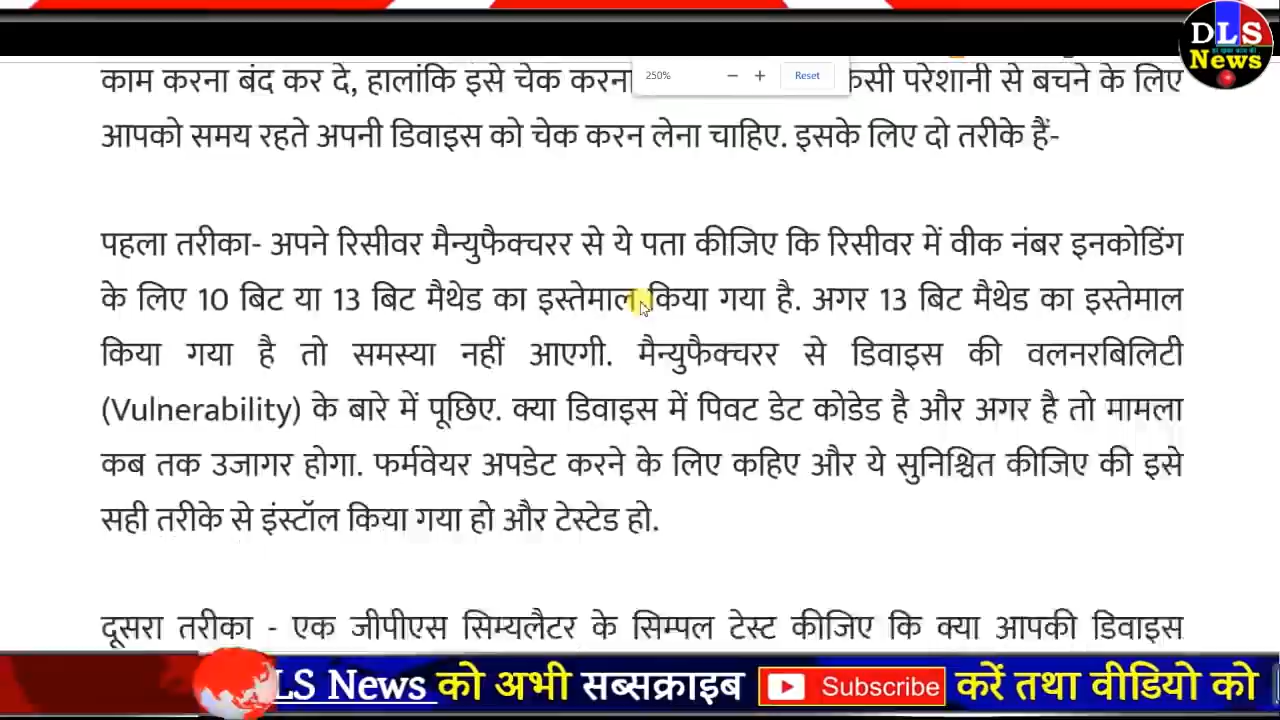 DLS
News
काम करना बंद कर दे, हालांकि इसे चेक करना
250%
− + Reset
परेशानी से बचने के लिए
आपको समय रहते अपनी डिवाइस को चेक करन लेना चाहिए. इसके लिए दो तरीके हैं-
पहला तरीका- अपने रिसीवर मैन्युफैक्चरर से ये पता कीजिए कि रिसीवर में वीक नंबर इनकोडिंग
के लिए 10 बिट या 13 बिट मैथेड का इस्तेमाल किया गया है. अगर 13 बिट मैथेड का इस्तेमाल
किया गया है तो समस्या नहीं आएगी. मैन्युफैक्चरर से डिवाइस की वलनरबिलिटी
(Vulnerability) के बारे में पूछिए. क्या डिवाइस में पिवट डेट कोडेड है और अगर है तो मामला
कब तक उजागर होगा. फर्मवेयर अपडेट करने के लिए कहिए और ये सुनिश्चित कीजिए की इसे
सही तरीके से इंस्टॉल किया गया हो और टेस्टेड हो.
दूसरा तरीका - एक जीपीएस सिम्यलैटर के सिम्पल टेस्ट कीजिए कि क्या आपकी डिवाइस
LS News को अभी सब्सक्राइब Subscribe करें तथा वीडियो को